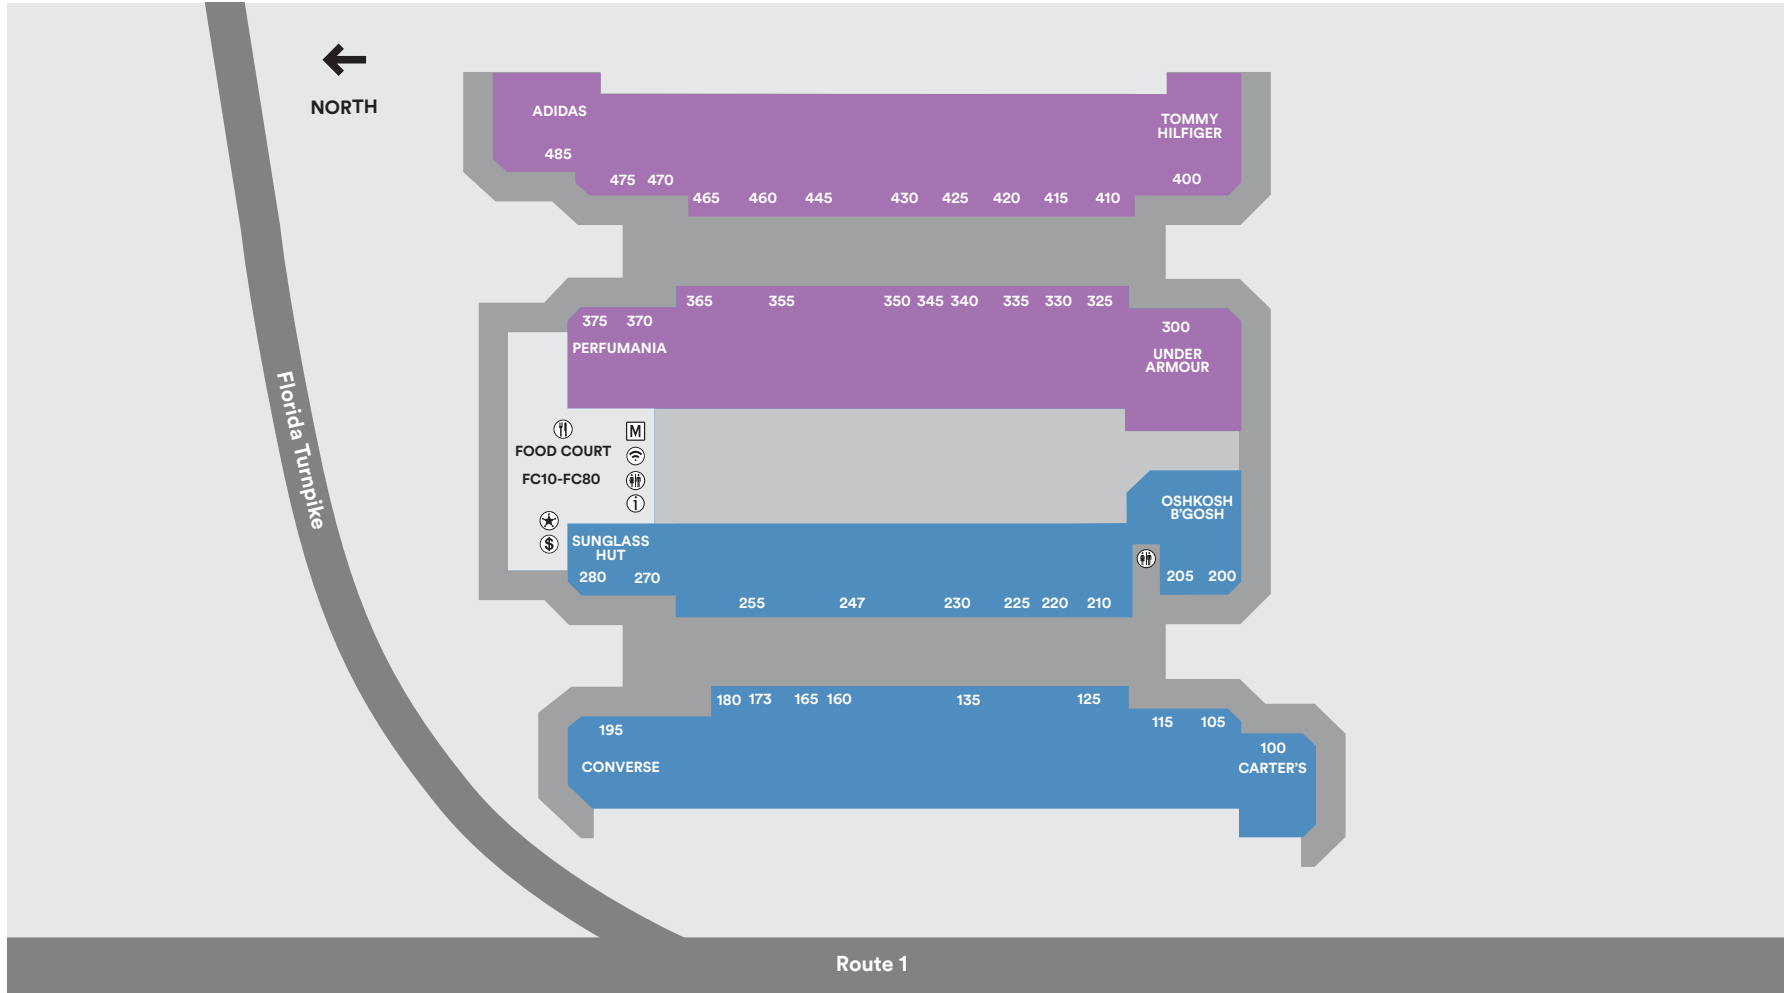 NORTH
ADIDAS
485
475 470
465 460 445 430 425 420 415 410
TOMMY
HILFIGER
400
365 355 350 345 340 335 330 325
375 370
PERFUMANIA
300
UNDER
ARMOUR
Florida Turnpike
FOOD COURT
FC10-FC80
M
i
$
SUNGLASS
HUT
280 270
255 247 230 225 220 210
OSHKOSH
B'GOSH
205 200
180 173 165 160 135 125
195
CONVERSE
115 105
100
CARTER'S
Route 1